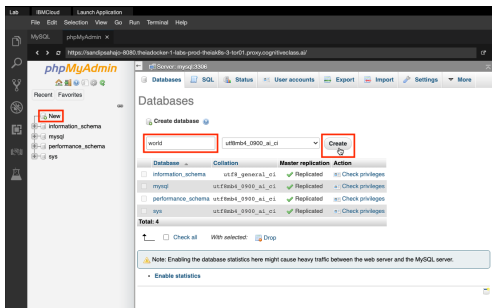 Lab IBMCloud Launch Application
File Edit Selection View Go Run Terminal Help
MySQL phpMyAdmin ×
https://sandipsahajo-8080.theiadocker-1-labs-prod-theiak8s-3-tor01.proxy.cognitiveclass.ai/
phpMyAdmin
Recent Favorites
New
information_schema
mysql
performance_schema
sys
Server: mysql:3306
Databases SQL Status User accounts Export Import Settings More
Databases
Create database
world utf8mb4_0900_ai_ci Create
Database Collation Master replication Action
information_schema utf8_general_ci Replicated Check privileges
mysql utf8mb4_0900_ai_ci Replicated Check privileges
performance_schema utf8mb4_0900_ai_ci Replicated Check privileges
sys utf8mb4_0900_ai_ci Replicated Check privileges
Total: 4
Check all With selected: Drop
Note: Enabling the database statistics here might cause heavy traffic between the web server and the MySQL server.
Enable statistics